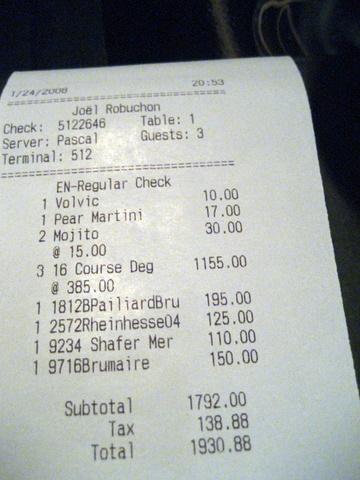 1/24/2008 20:53
Joël Robuchon
Check: 5122646 Table: 1
Server: Pascal Guests: 3
Terminal: 512
EN-Regular Check
1 Volvic 10.00
1 Pear Martini 17.00
2 Mojito 30.00
@ 15.00
3 16 Course Deg 1155.00
@ 385.00
1 1812BPailiardBru 195.00
1 2572Rheinhesse04 125.00
1 9234 Shafer Mer 110.00
1 9716Brumaire 150.00
Subtotal 1792.00
Tax 138.88
Total 1930.88